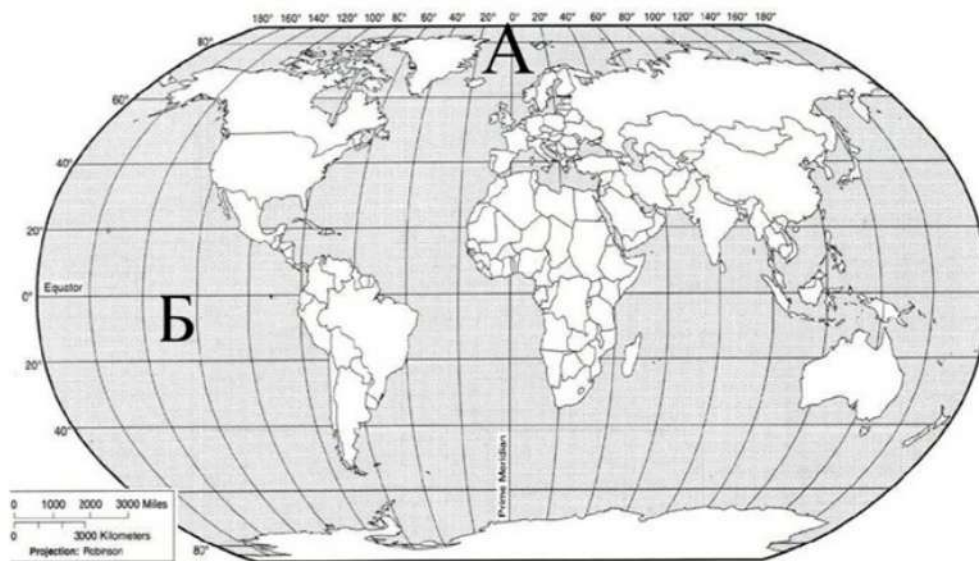 180° 160° 140° 120° 100° 80° 60° 40° 20° 0° 20° 40° 60° 80° 100° 120° 140° 160° 180°
80°
А
60°
40°
20°
Equator
0°
Б
20°
40°
Prime Meridian
0 1000 2000 3000 Miles
0 3000 Kilometers
Projection: Robinson
80°